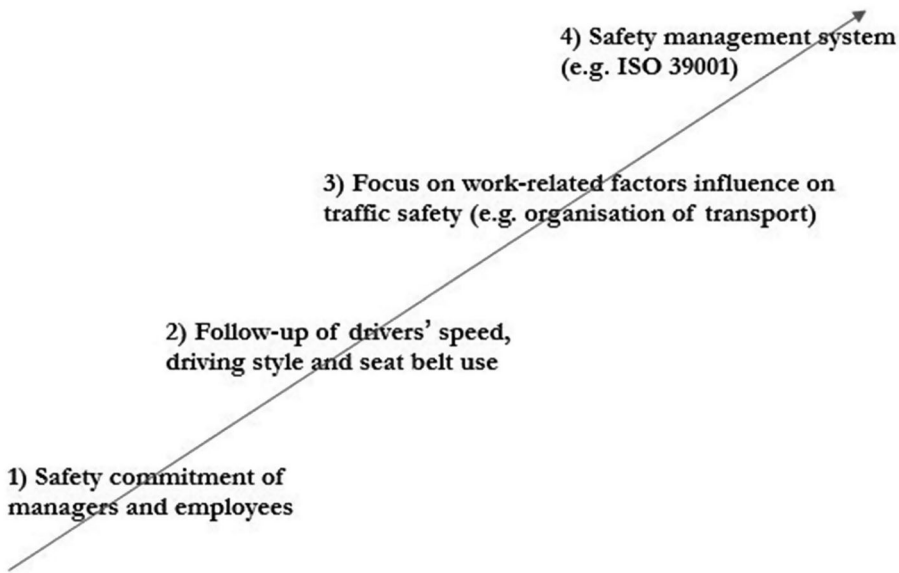 4) Safety management system
(e.g. ISO 39001)
3) Focus on work-related factors influence on
traffic safety (e.g. organisation of transport)
2) Follow-up of drivers’ speed,
driving style and seat belt use
1) Safety commitment of
managers and employees